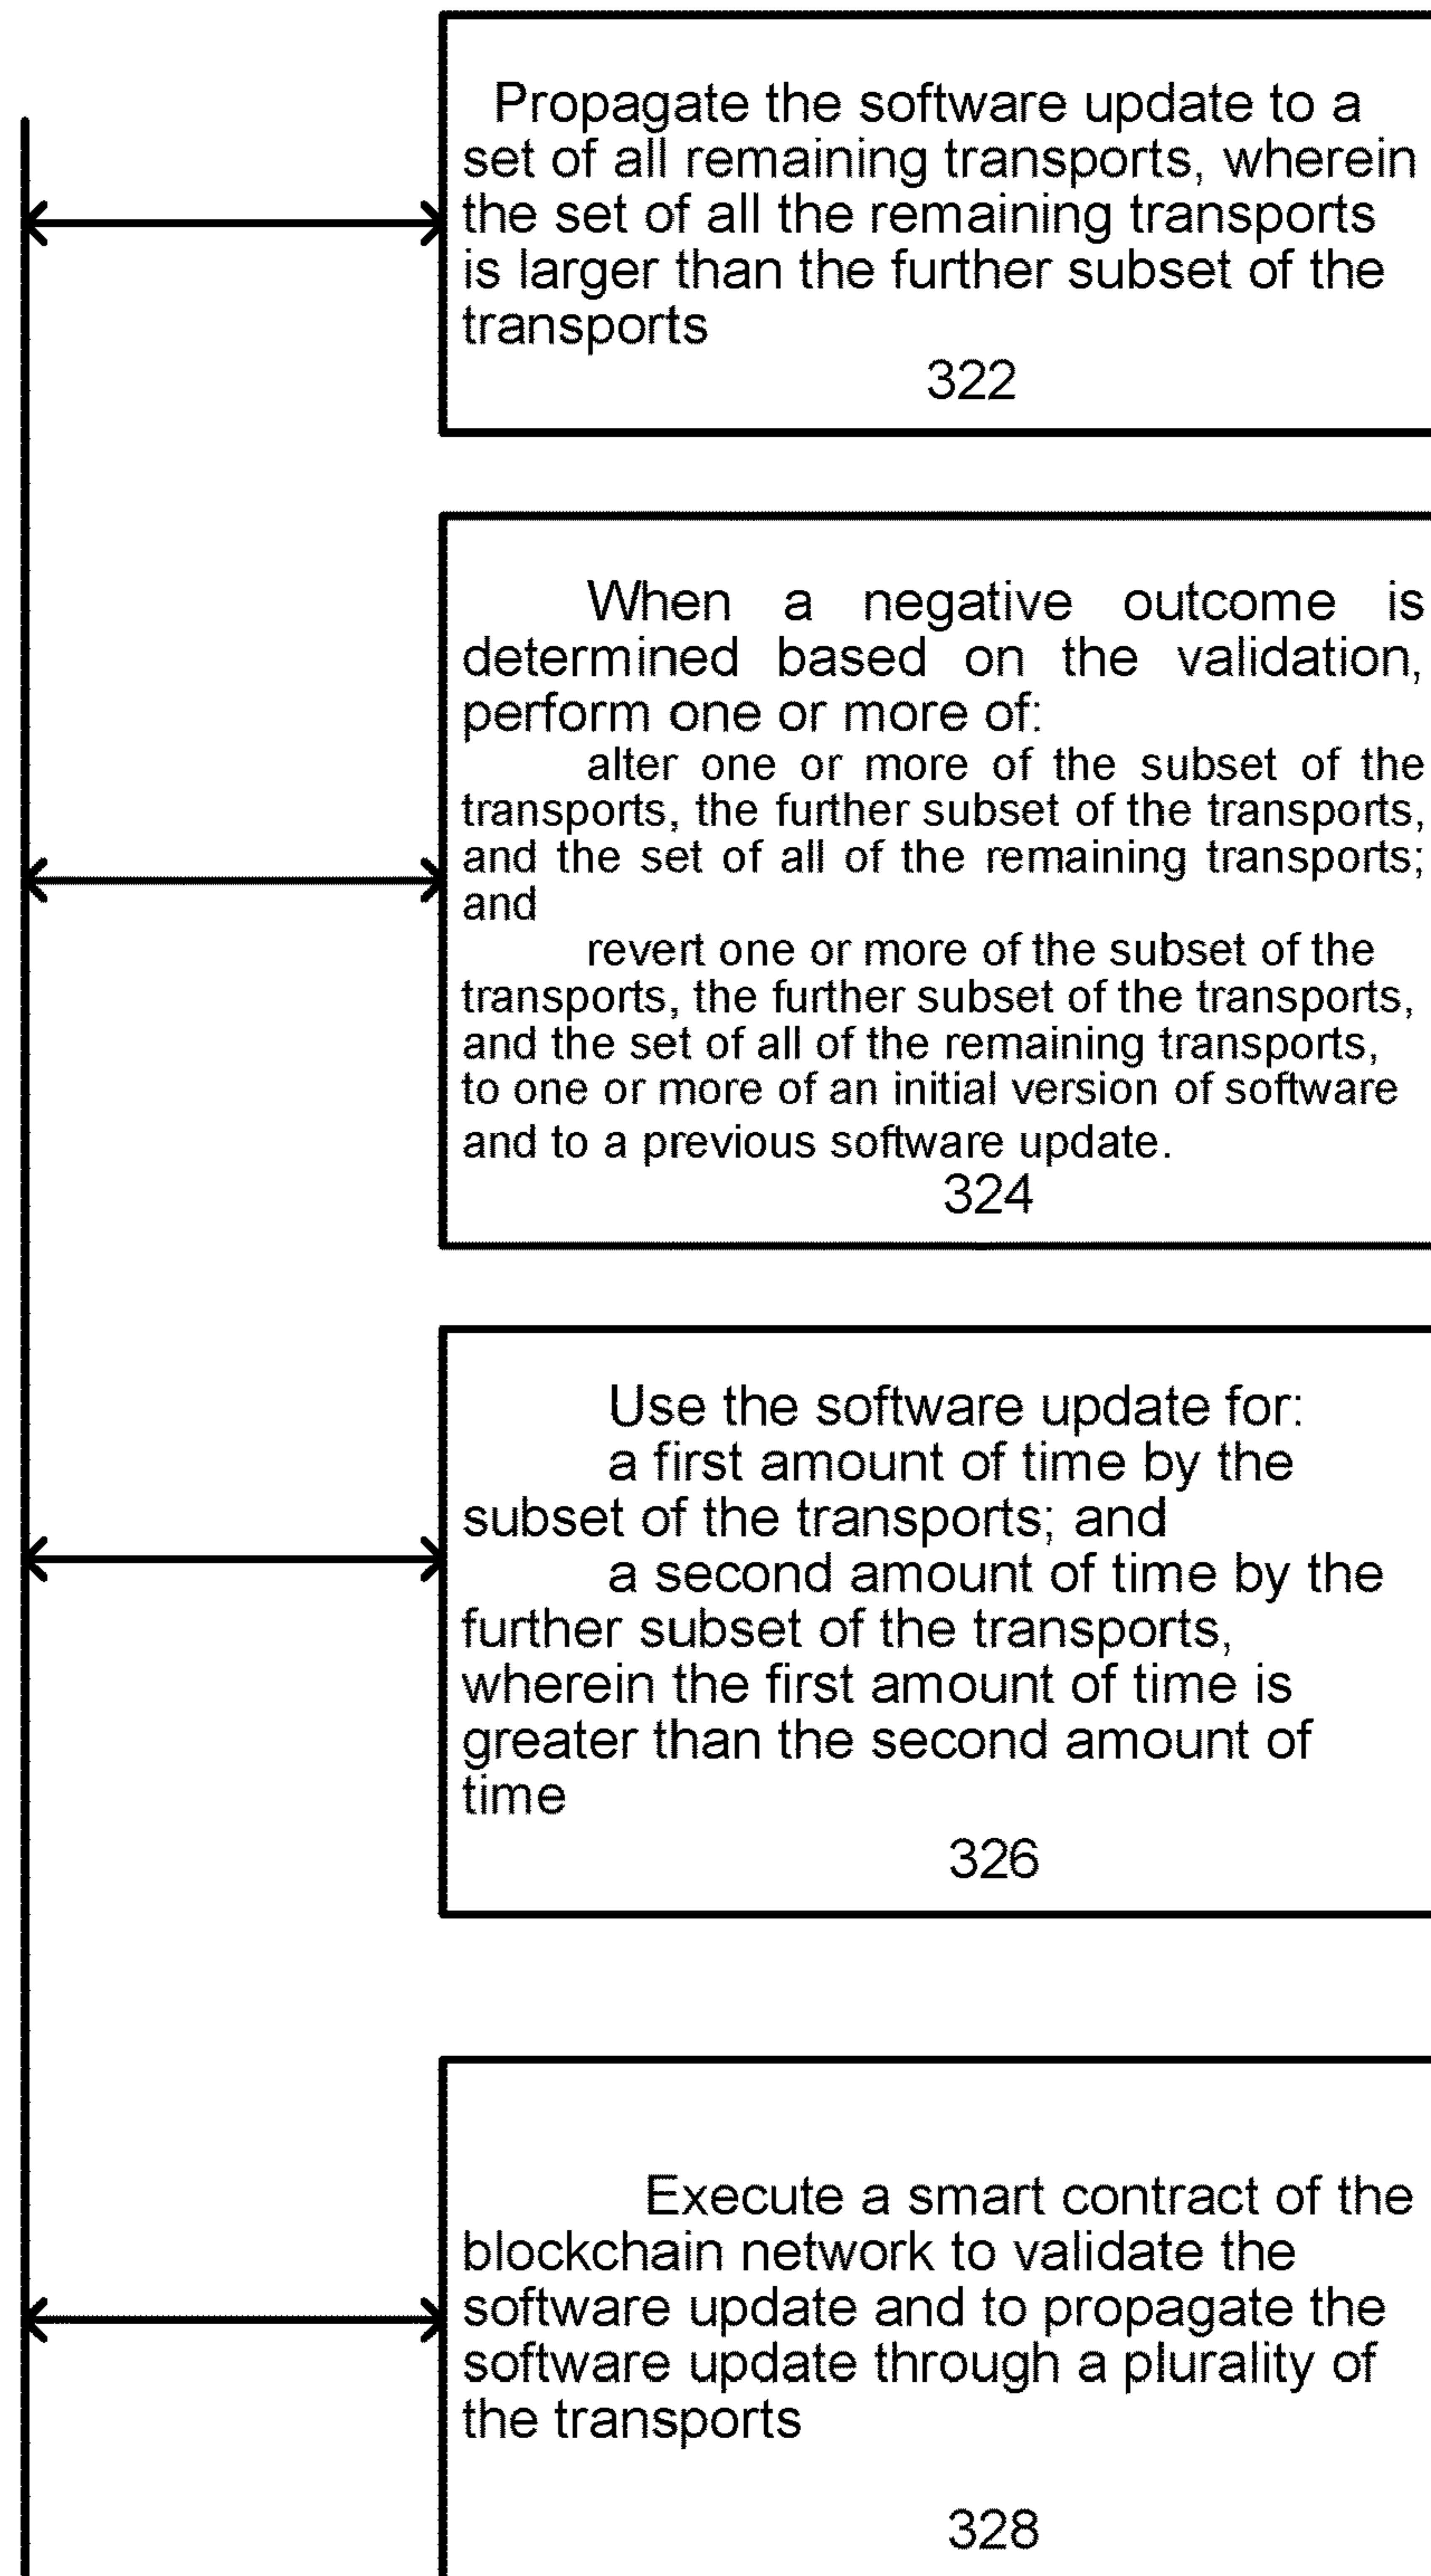 Propagate the software update to a
set of all remaining transports, wherein
the set of all the remaining transports
is larger than the further subset of the
transports
322
When a negative outcome is
determined based on the validation,
perform one or more of:
alter one or more of the subset of the
transports, the further subset of the transports,
and the set of all of the remaining transports;
and
revert one or more of the subset of the
transports, the further subset of the transports,
and the set of all of the remaining transports,
to one or more of an initial version of software
and to a previous software update.
324
Use the software update for:
a first amount of time by the
subset of the transports; and
a second amount of time by the
further subset of the transports,
wherein the first amount of time is
greater than the second amount of
time
326
Execute a smart contract of the
blockchain network to validate the
software update and to propagate the
software update through a plurality of
the transports
328